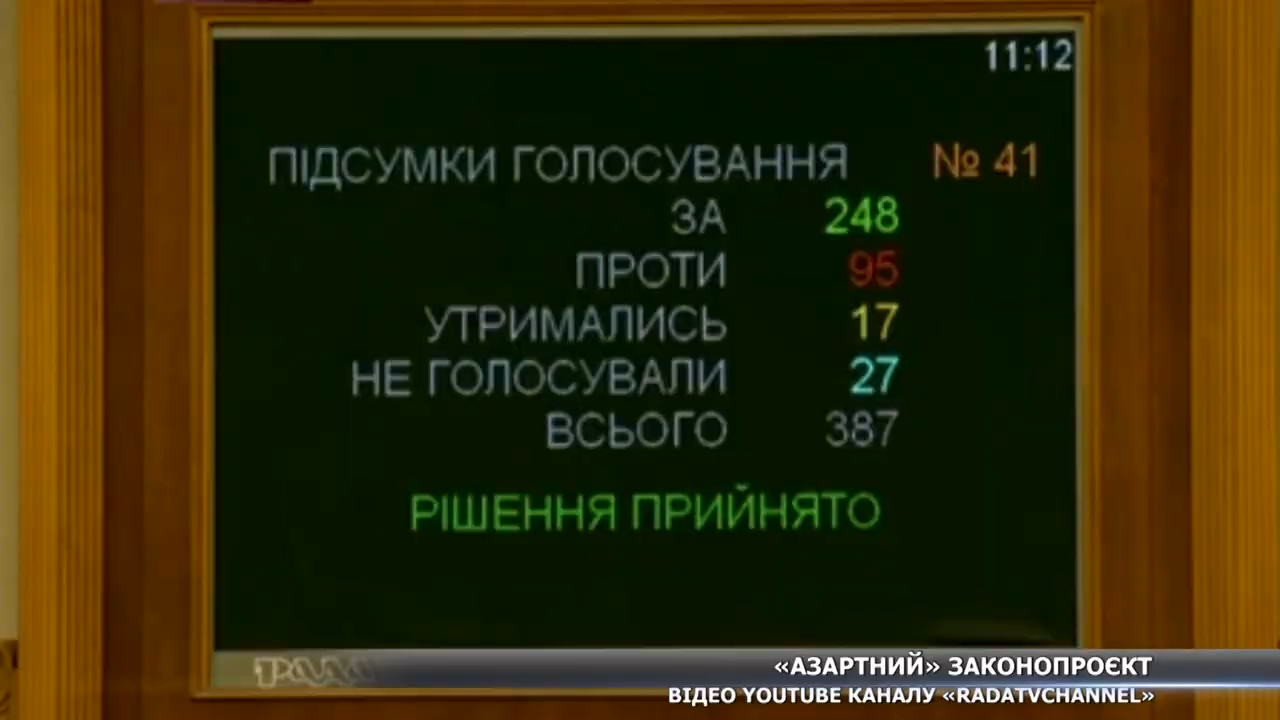 11:12
ПІДСУМКИ ГОЛОСУВАННЯ № 41
ЗА 248
ПРОТИ 95
УТРИМАЛИСЬ 17
НЕ ГОЛОСУВАЛИ 27
ВСЬОГО 387
РІШЕННЯ ПРИЙНЯТО
«АЗАРТНИЙ» ЗАКОНОПРОЄКТ
ВІДЕО YOUTUBE КАНАЛУ «RADATVCHANNEL»